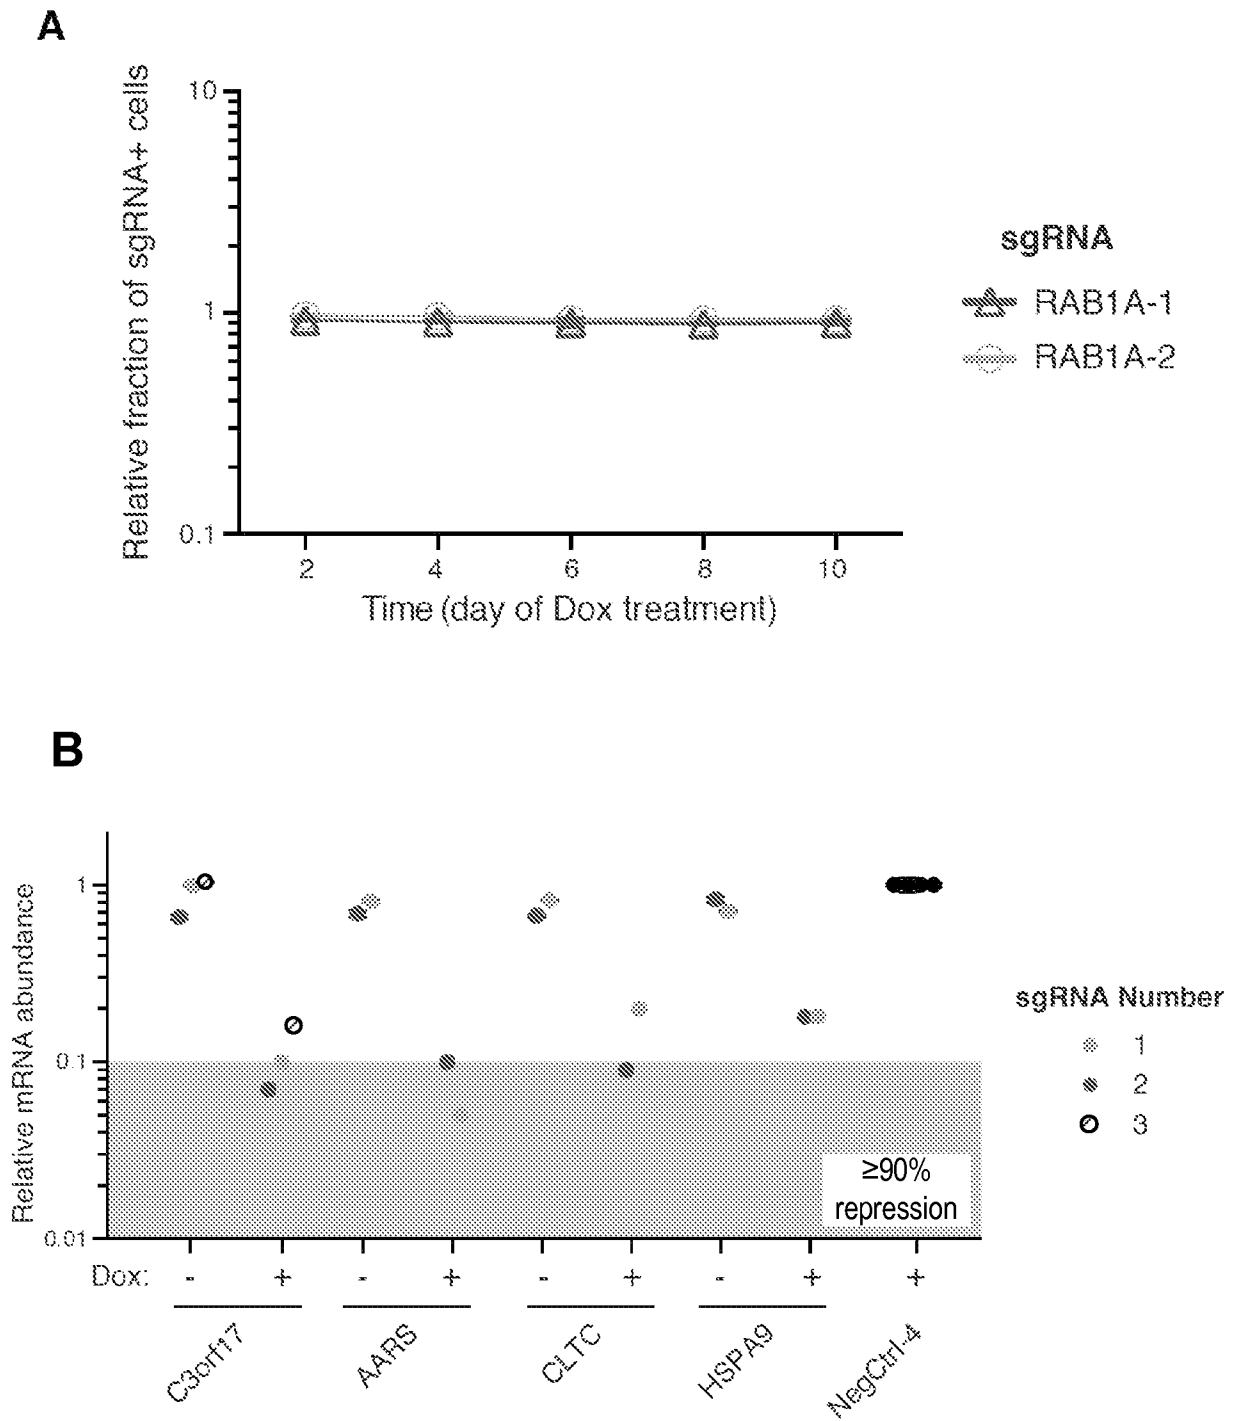 A
Relative fraction of sgRNA+ cells
10
1
0.1
2 4 6 8 10
Time (day of Dox treatment)
sgRNA
RAB1A-1
RAB1A-2
B
Relative mRNA abundance
1
0.1
0.01
≥90%
repression
sgRNA Number
1
2
3
Dox: - + - + - + - + +
C3orf17 AARS CLTC HSPA9 NegCtrl-4